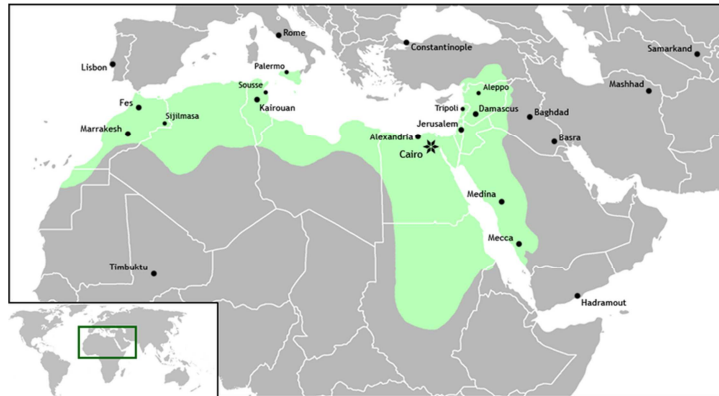 Rome
Constantinople
Samarkand
Lisbon
Palermo
Mashhad
Sousse
Aleppo
Fes
Kairouan
Tripoli
Damascus
Baghdad
Sijilmasa
Jerusalem
Marrakesh
Alexandria
Basra
Cairo
Medina
Mecca
Timbuktu
Hadramout